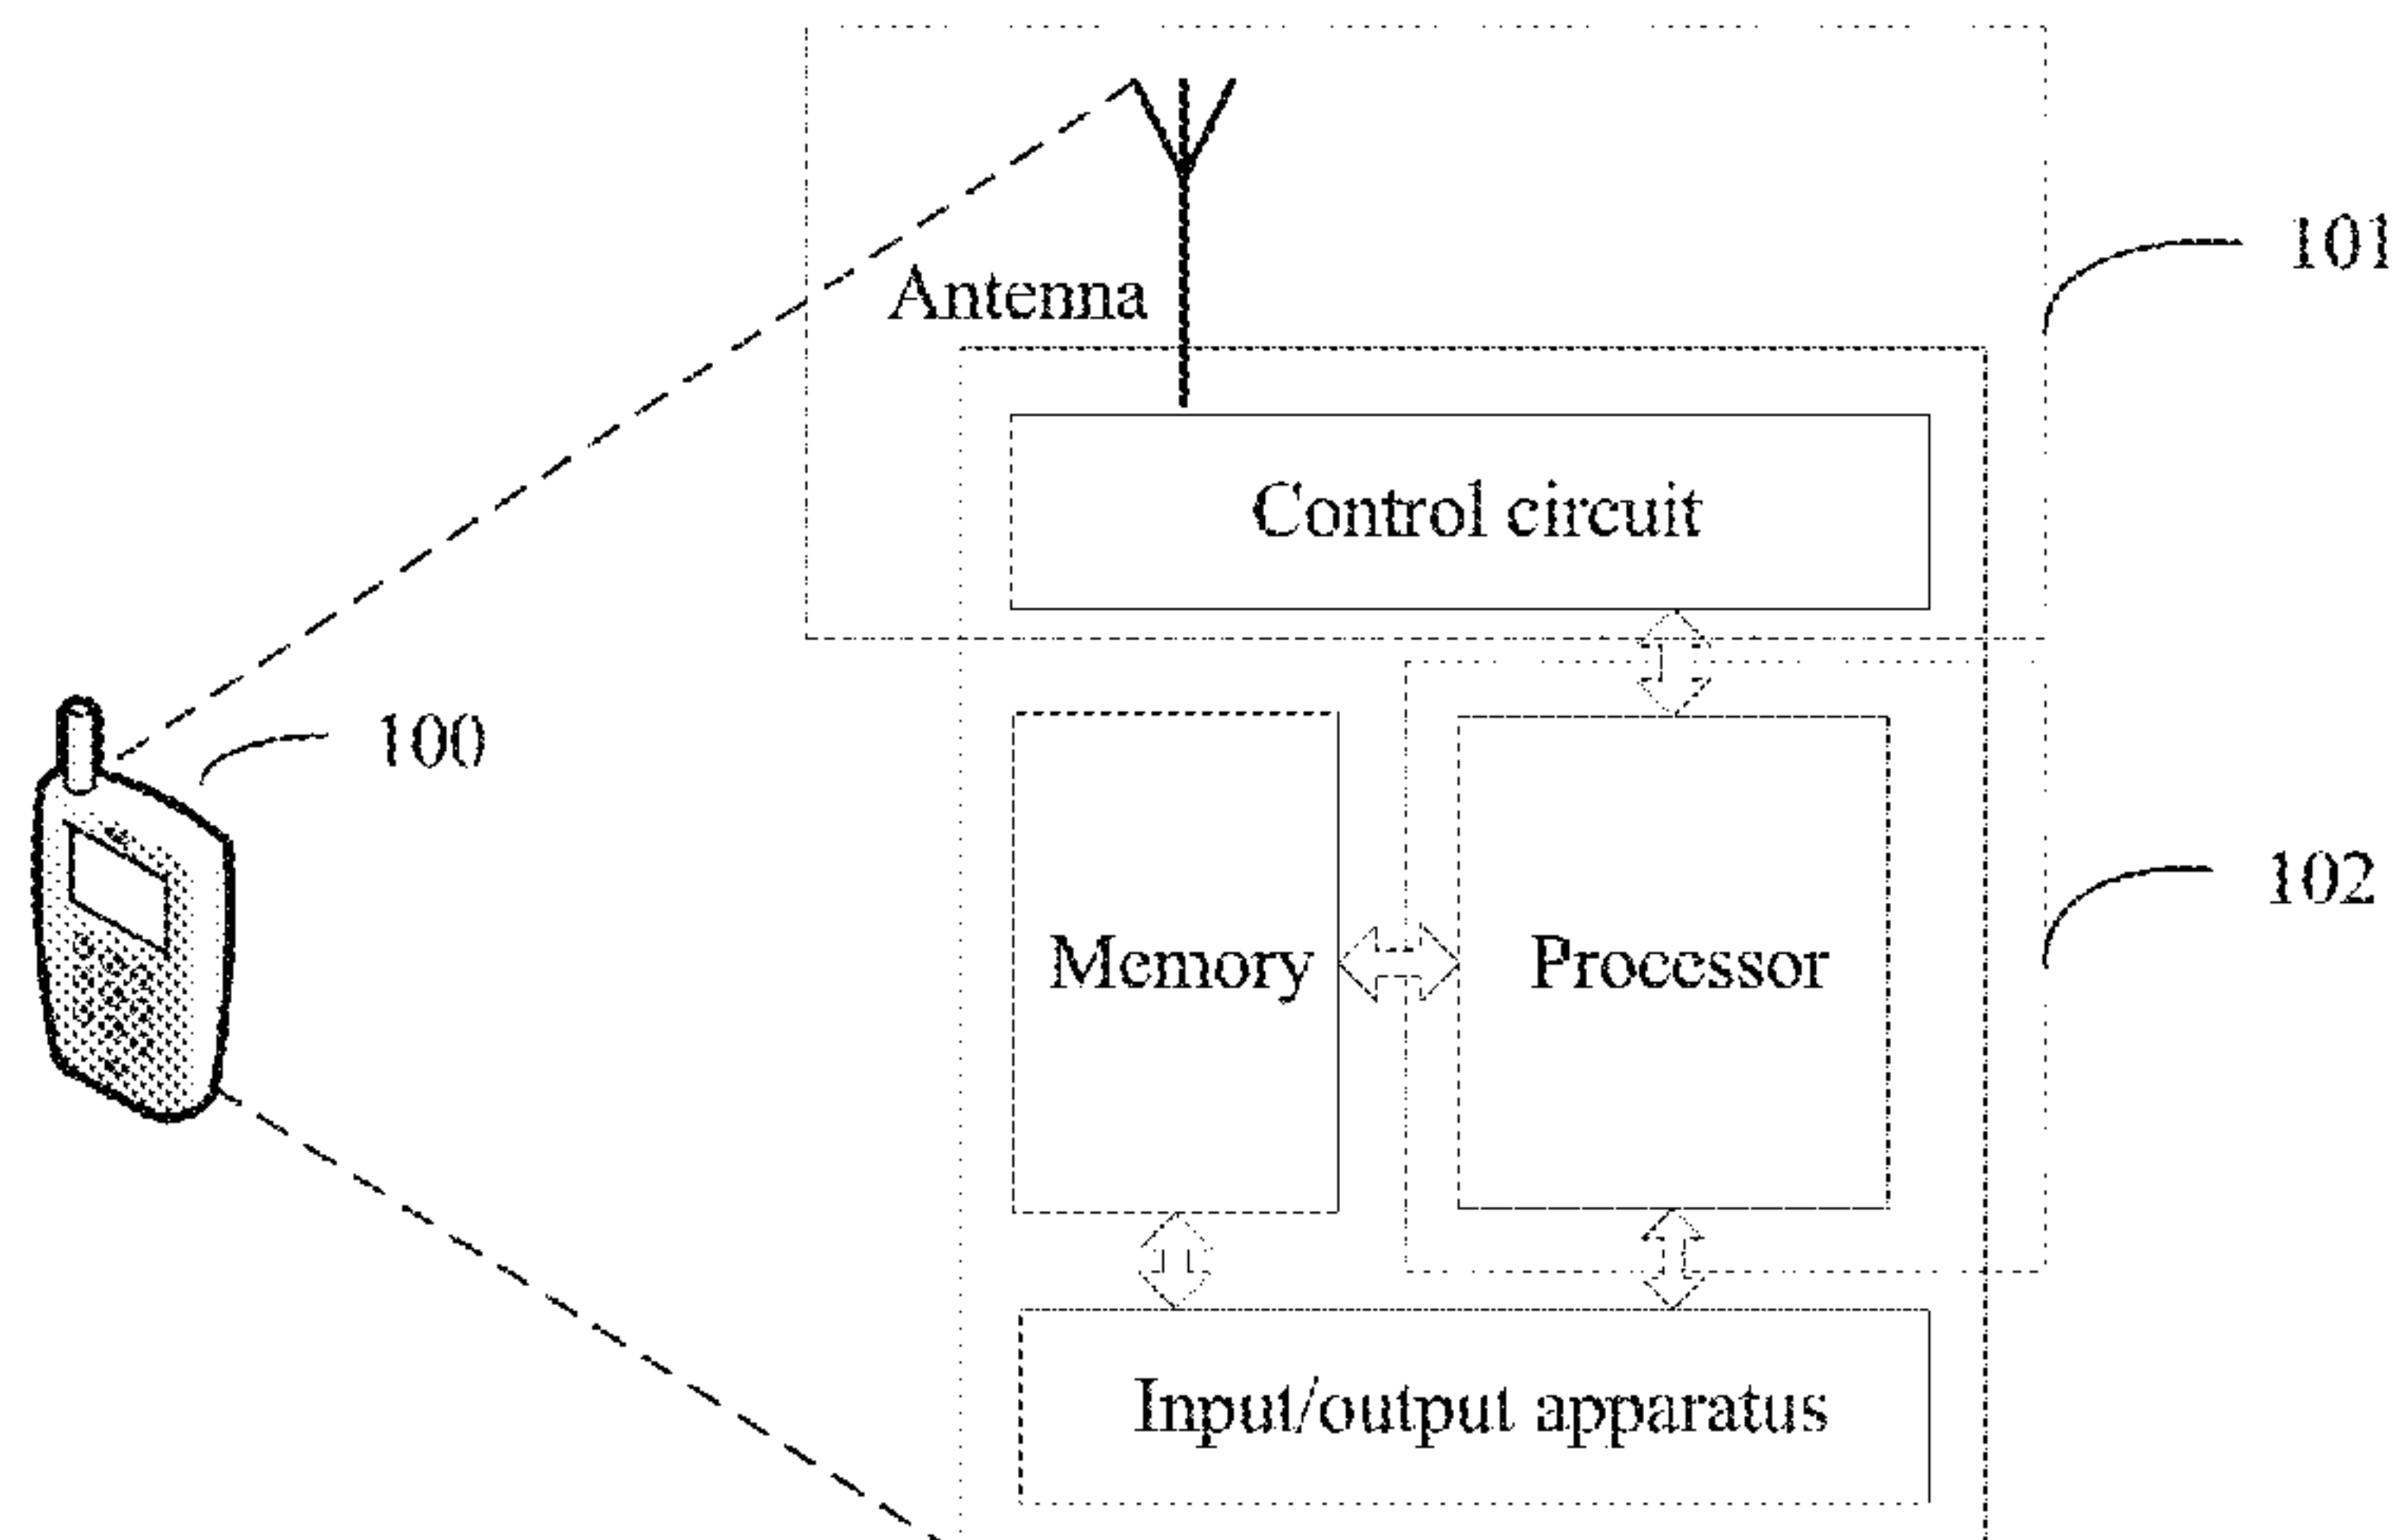 101
Antenna
Control circuit
100
102
Memory
Processor
Input/output apparatus